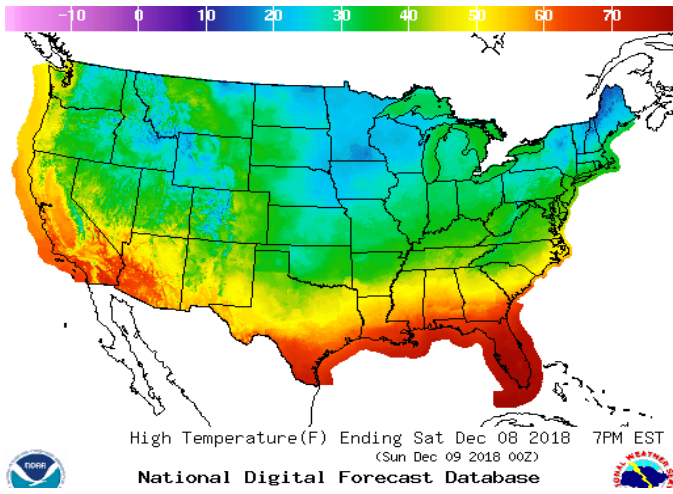 -10 0 10 20 30 40 50 60 70
High Temperature(F) Ending Sat Dec 08 2018 7PM EST
(Sun Dec 09 2018 00Z)
NOAA
National Digital Forecast Database